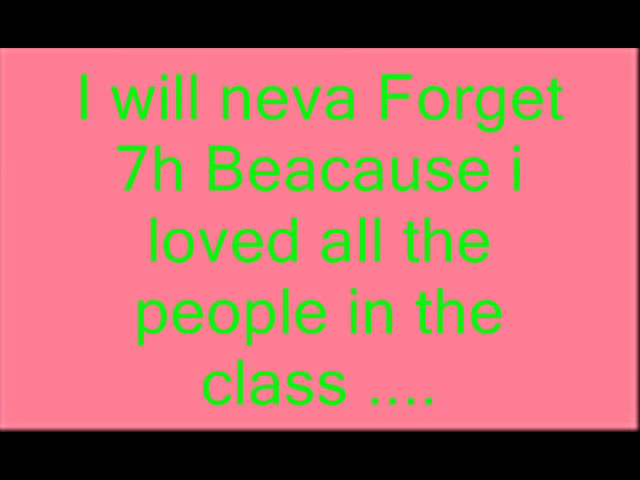 I will neva Forget
7h Beacause i
loved all the
people in the
class ....